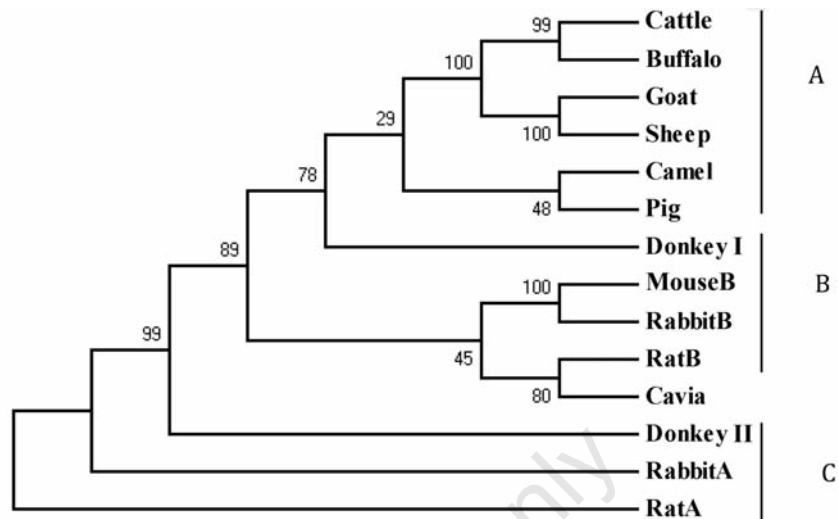 99
Cattle
Buffalo
100
Goat
100
Sheep
A
29
Camel
48
Pig
78
Donkey I
89
100
MouseB
RabbitB
B
45
RatB
80
Cavia
99
Donkey II
RabbitA
C
RatA
nly